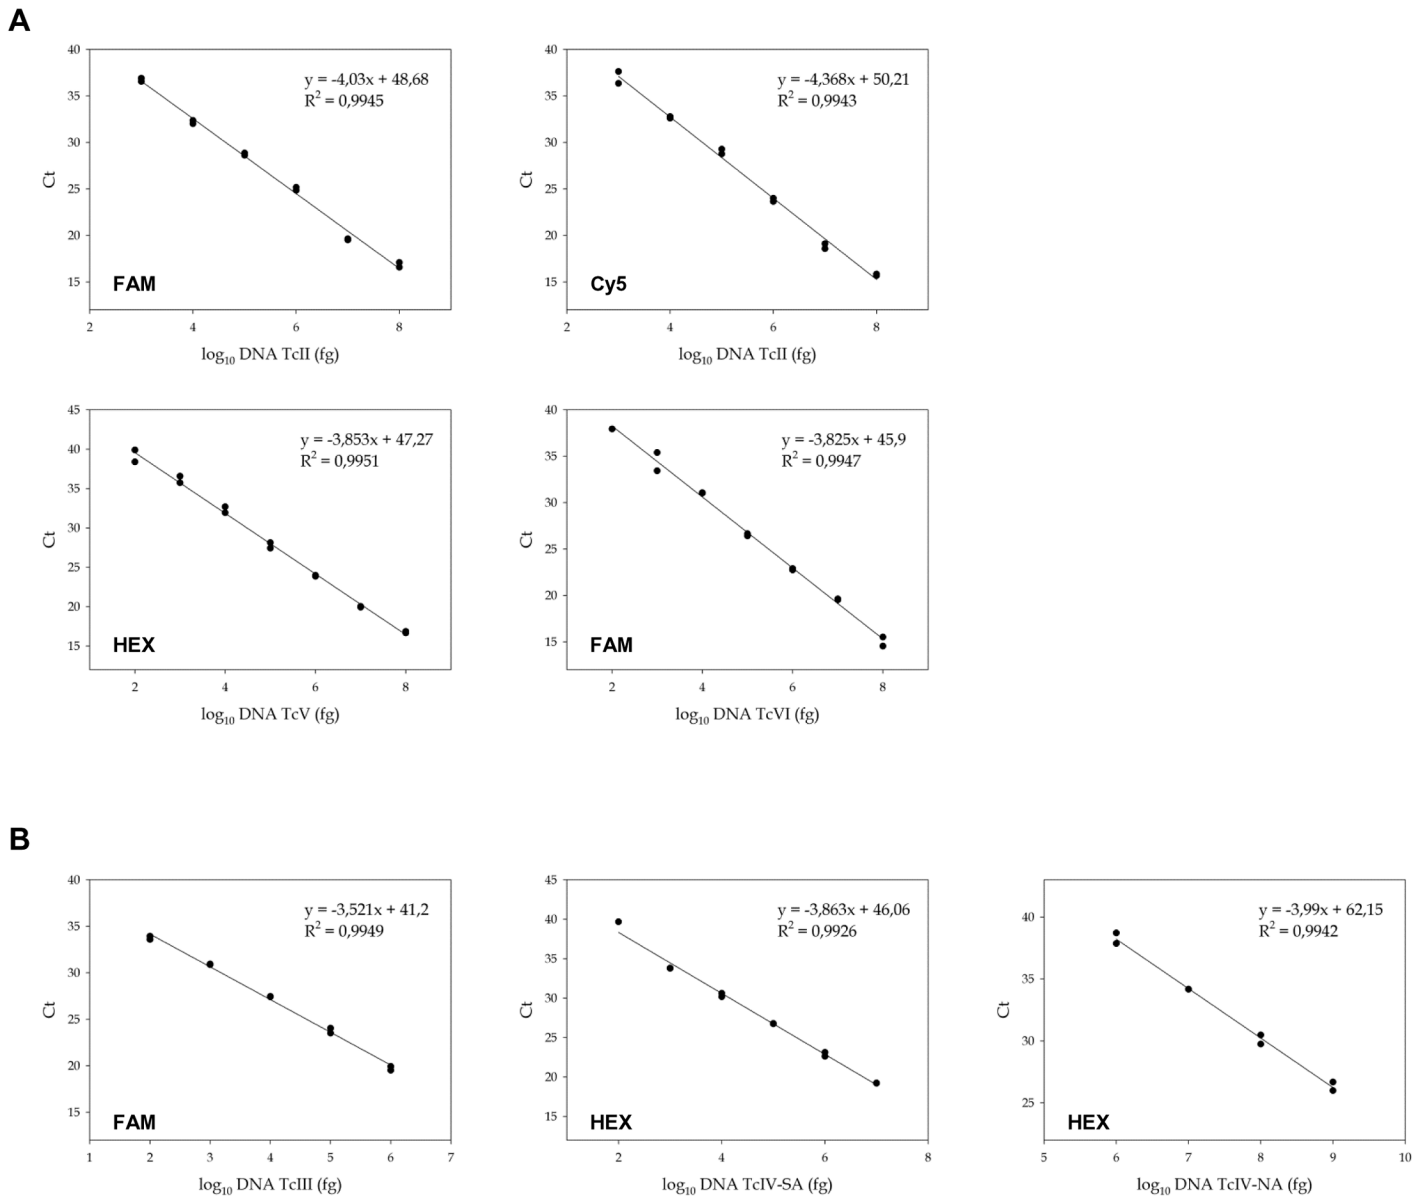 A
40
35
30
25
20
15
Ct
y = -4,03x + 48,68
R² = 0,9945
FAM
2 4 6 8
log₁₀ DNA TcII (fg)
40
35
30
25
20
15
Ct
y = -4,368x + 50,21
R² = 0,9943
Cy5
2 4 6 8
log₁₀ DNA TcII (fg)
45
40
35
30
25
20
15
Ct
y = -3,853x + 47,27
R² = 0,9951
HEX
2 4 6 8
log₁₀ DNA TcV (fg)
40
35
30
25
20
15
Ct
y = -3,825x + 45,9
R² = 0,9947
FAM
2 4 6 8
log₁₀ DNA TcVI (fg)
B
40
35
30
25
20
15
Ct
y = -3,521x + 41,2
R² = 0,9949
FAM
1 2 3 4 5 6 7
log₁₀ DNA TcIII (fg)
45
40
35
30
25
20
15
Ct
y = -3,863x + 46,06
R² = 0,9926
HEX
2 4 6 8
log₁₀ DNA TcIV-SA (fg)
40
35
30
25
Ct
y = -3,99x + 62,15
R² = 0,9942
HEX
5 6 7 8 9 10
log₁₀ DNA TcIV-NA (fg)